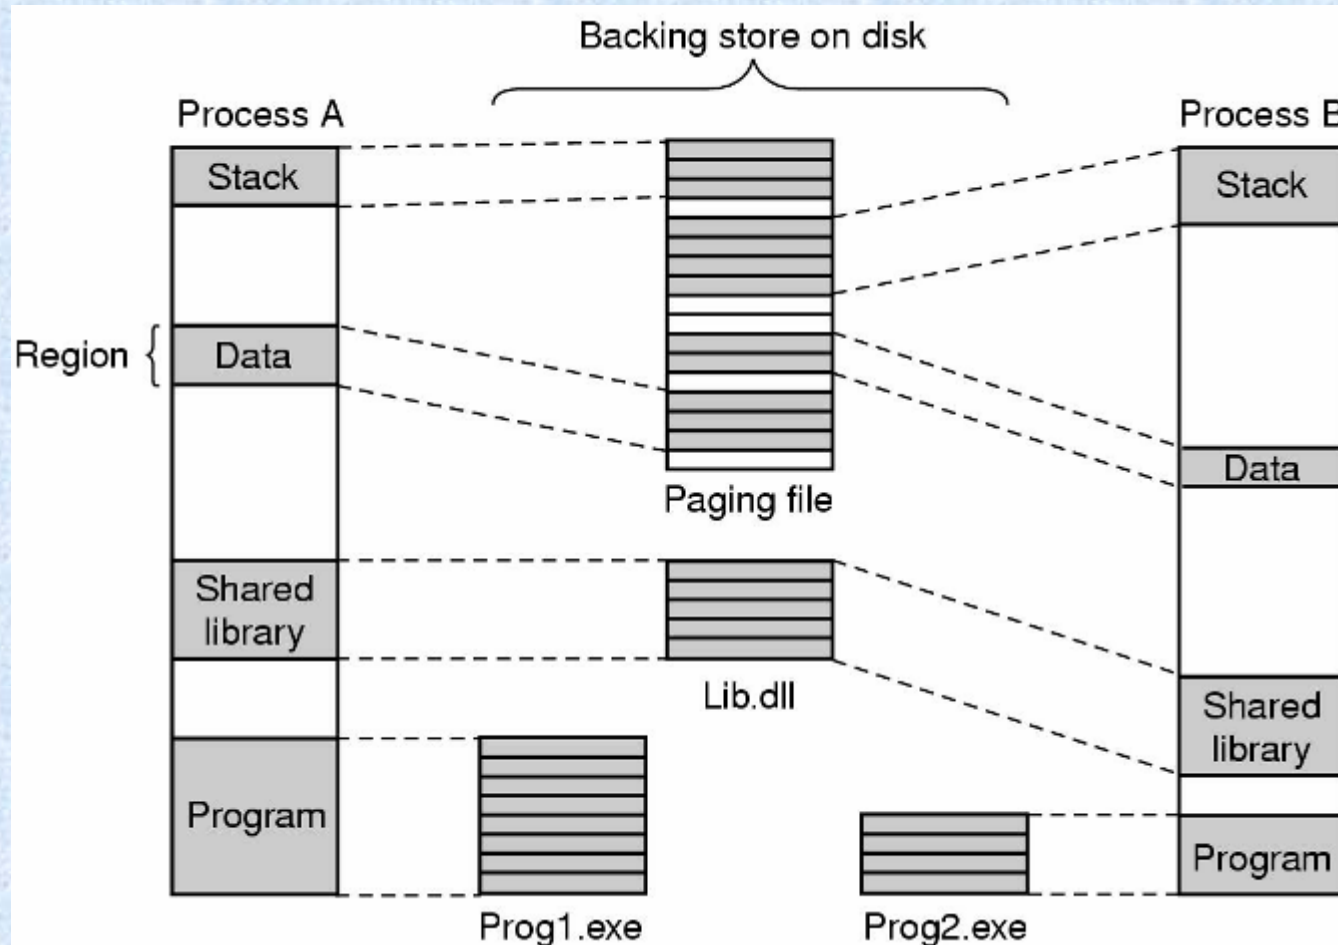 Backing store on disk
Process A
Process B
Stack
Stack
Region
Data
Data
Paging file
Shared
library
Lib.dll
Shared
library
Program
Program
Prog1.exe
Prog2.exe